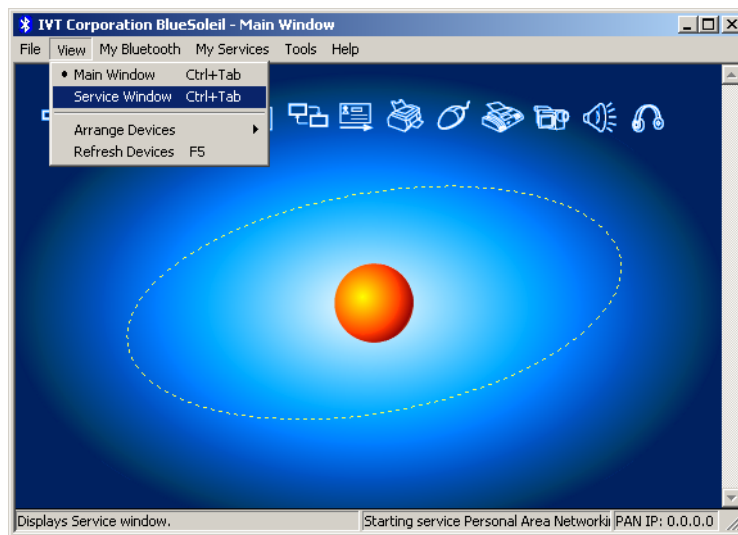 IVT Corporation BlueSoleil - Main Window
File View My Bluetooth My Services Tools Help
Main Window Ctrl+Tab
Service Window Ctrl+Tab
Arrange Devices
Refresh Devices F5
Displays Service window. Starting service Personal Area Networki PAN IP: 0.0.0.0